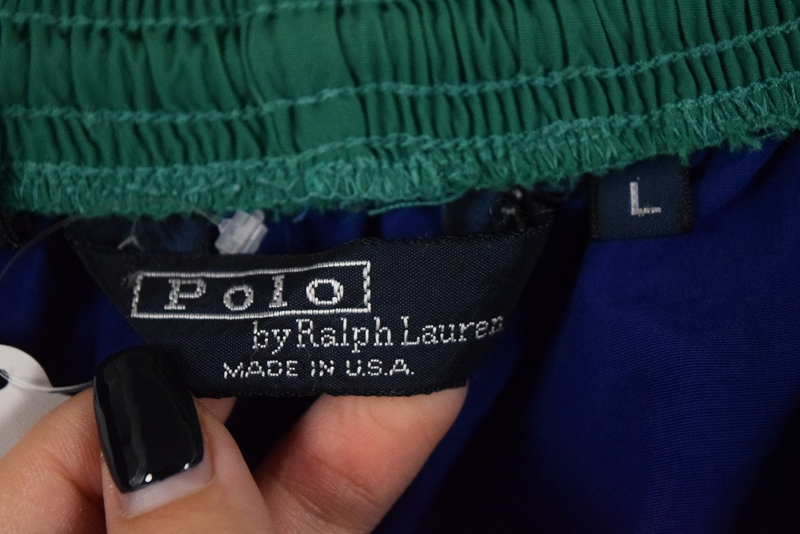 L
Polo
by Ralph Lauren
MADE IN U.S.A.